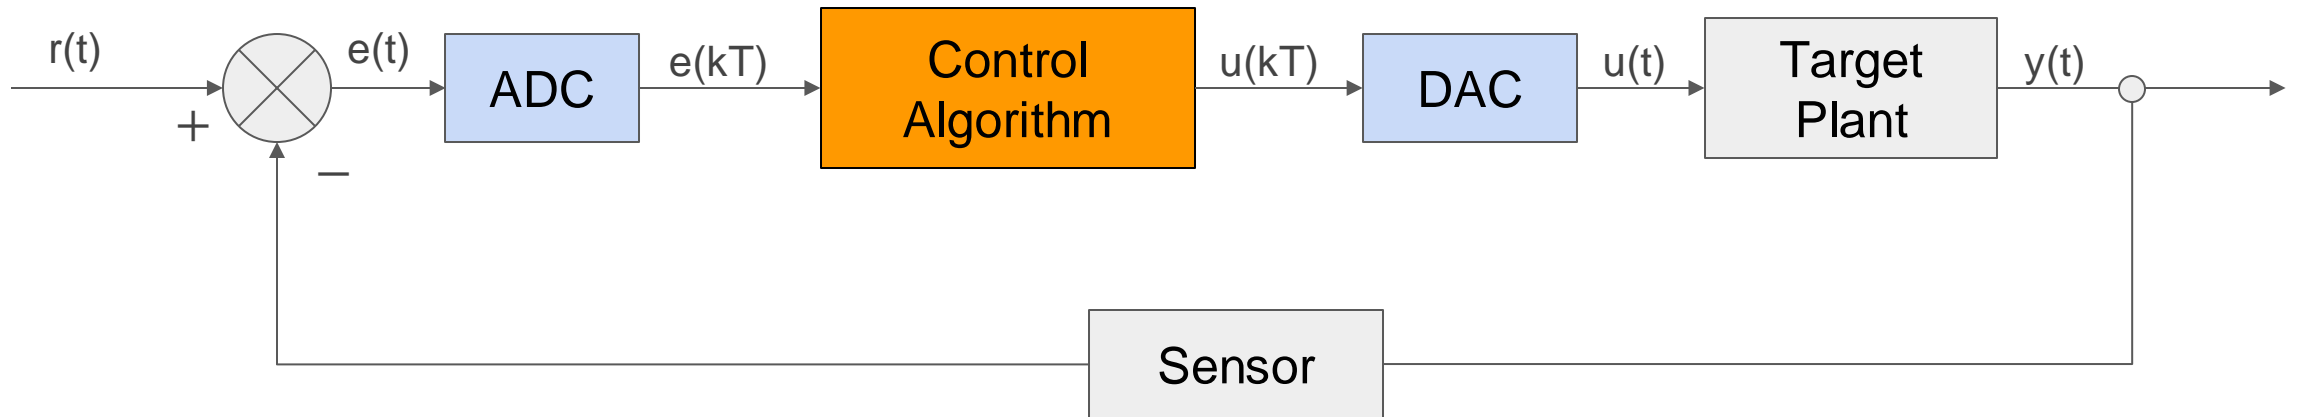 r(t)
e(t)
ADC
e(kT)
Control
Algorithm
u(kT)
DAC
u(t)
Target
Plant
y(t)
+
−
Sensor